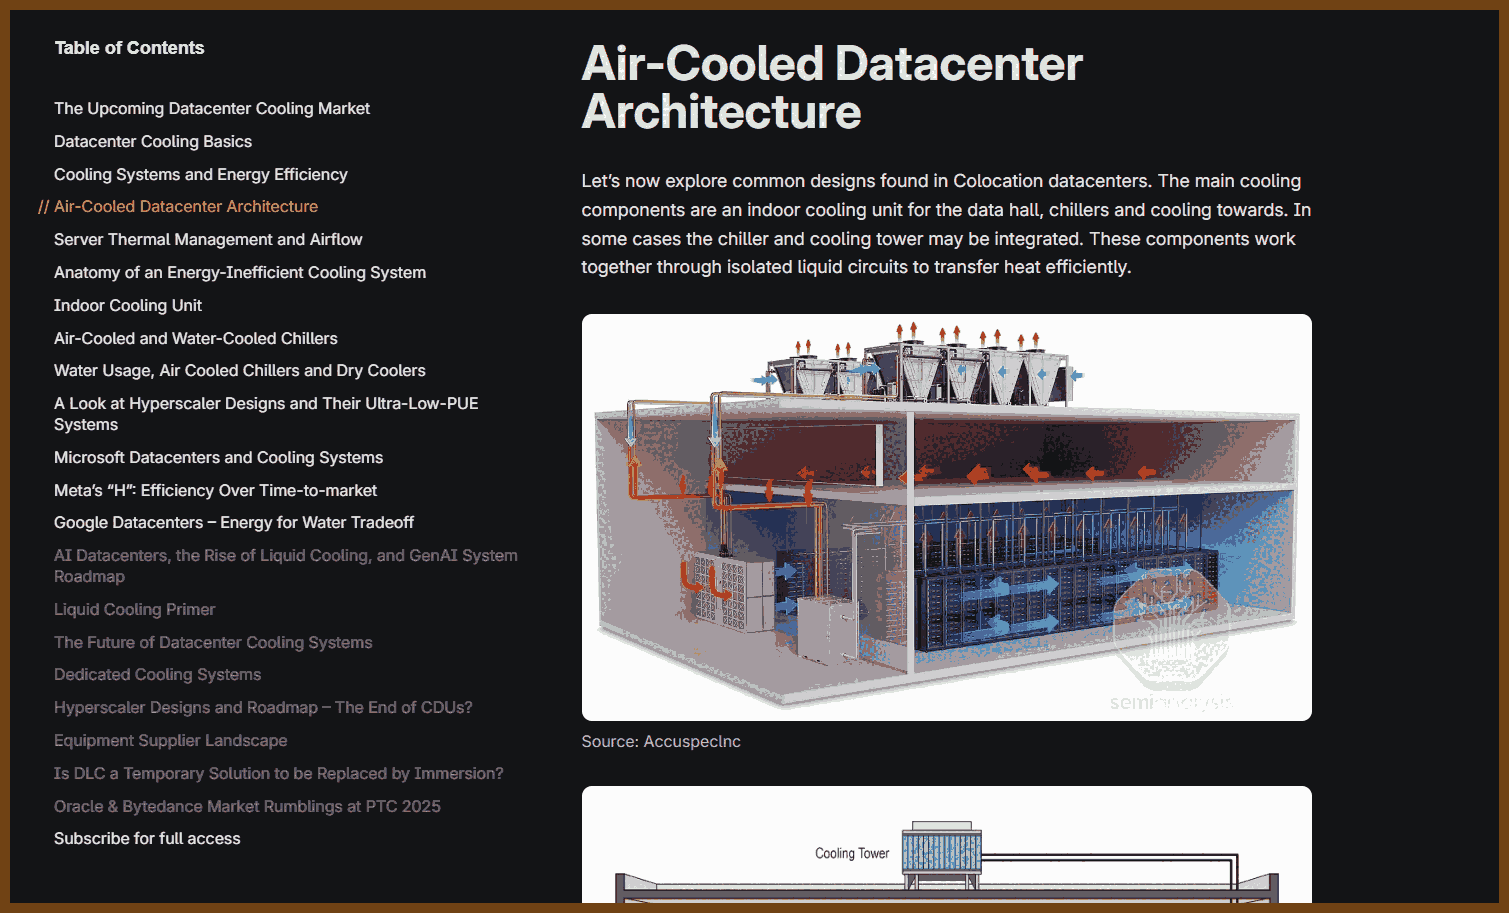 Table of Contents
The Upcoming Datacenter Cooling Market
Datacenter Cooling Basics
Cooling Systems and Energy Efficiency
// Air-Cooled Datacenter Architecture
Server Thermal Management and Airflow
Anatomy of an Energy-Inefficient Cooling System
Indoor Cooling Unit
Air-Cooled and Water-Cooled Chillers
Water Usage, Air Cooled Chillers and Dry Coolers
A Look at Hyperscaler Designs and Their Ultra-Low-PUE
Systems
Microsoft Datacenters and Cooling Systems
Meta’s “H”: Efficiency Over Time-to-market
Google Datacenters – Energy for Water Tradeoff
AI Datacenters, the Rise of Liquid Cooling, and GenAI System
Roadmap
Liquid Cooling Primer
The Future of Datacenter Cooling Systems
Dedicated Cooling Systems
Hyperscaler Designs and Roadmap – The End of CDUs?
Equipment Supplier Landscape
Is DLC a Temporary Solution to be Replaced by Immersion?
Oracle & Bytedance Market Rumblings at PTC 2025
Subscribe for full access
Air-Cooled Datacenter
Architecture
Let’s now explore common designs found in Colocation datacenters. The main cooling
components are an indoor cooling unit for the data hall, chillers and cooling towards. In
some cases the chiller and cooling tower may be integrated. These components work
together through isolated liquid circuits to transfer heat efficiently.
semianalysis
Source: AccuspecInc
Cooling Tower